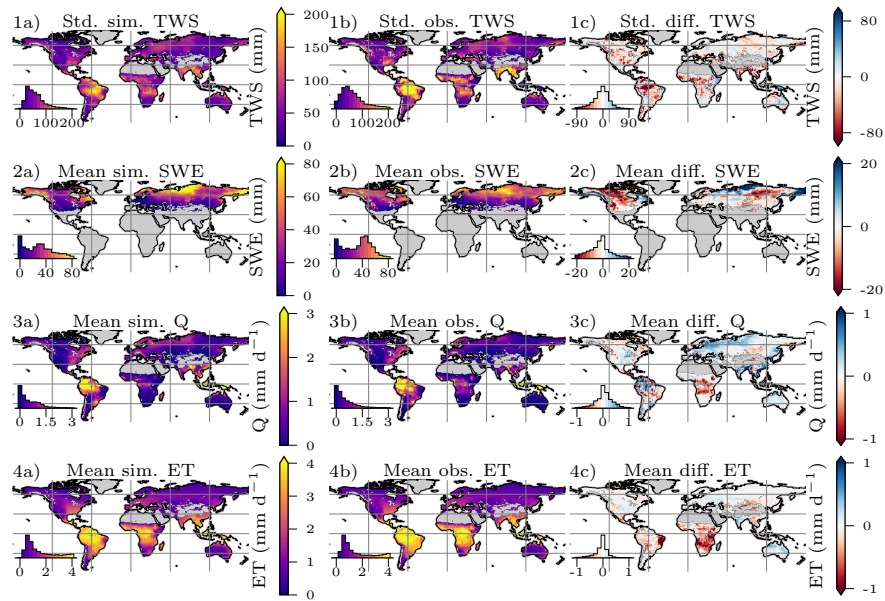 1a) Std. sim. TWS
0 100200
200
150
100
50
0
1b) Std. obs. TWS
0 100200
1c) Std. diff. TWS
-90 90
TWS (mm)
80
0
-80
TWS (mm)
2a) Mean sim. SWE
0 40 80
80
60
40
20
0
SWE (mm)
2b) Mean obs. SWE
0 40 80
2c) Mean diff. SWE
-20 20
20
0
-20
SWE (mm)
3a) Mean sim. Q
0 1.5 3
3
2
1
0
Q (mm d⁻¹)
3b) Mean obs. Q
0 1.5 3
3c) Mean diff. Q
-1 1
1
0
-1
Q (mm d⁻¹)
4a) Mean sim. ET
0 2 4
4
3
2
1
0
ET (mm d⁻¹)
4b) Mean obs. ET
0 2 4
4c) Mean diff. ET
-1 1
1
0
-1
ET (mm d⁻¹)